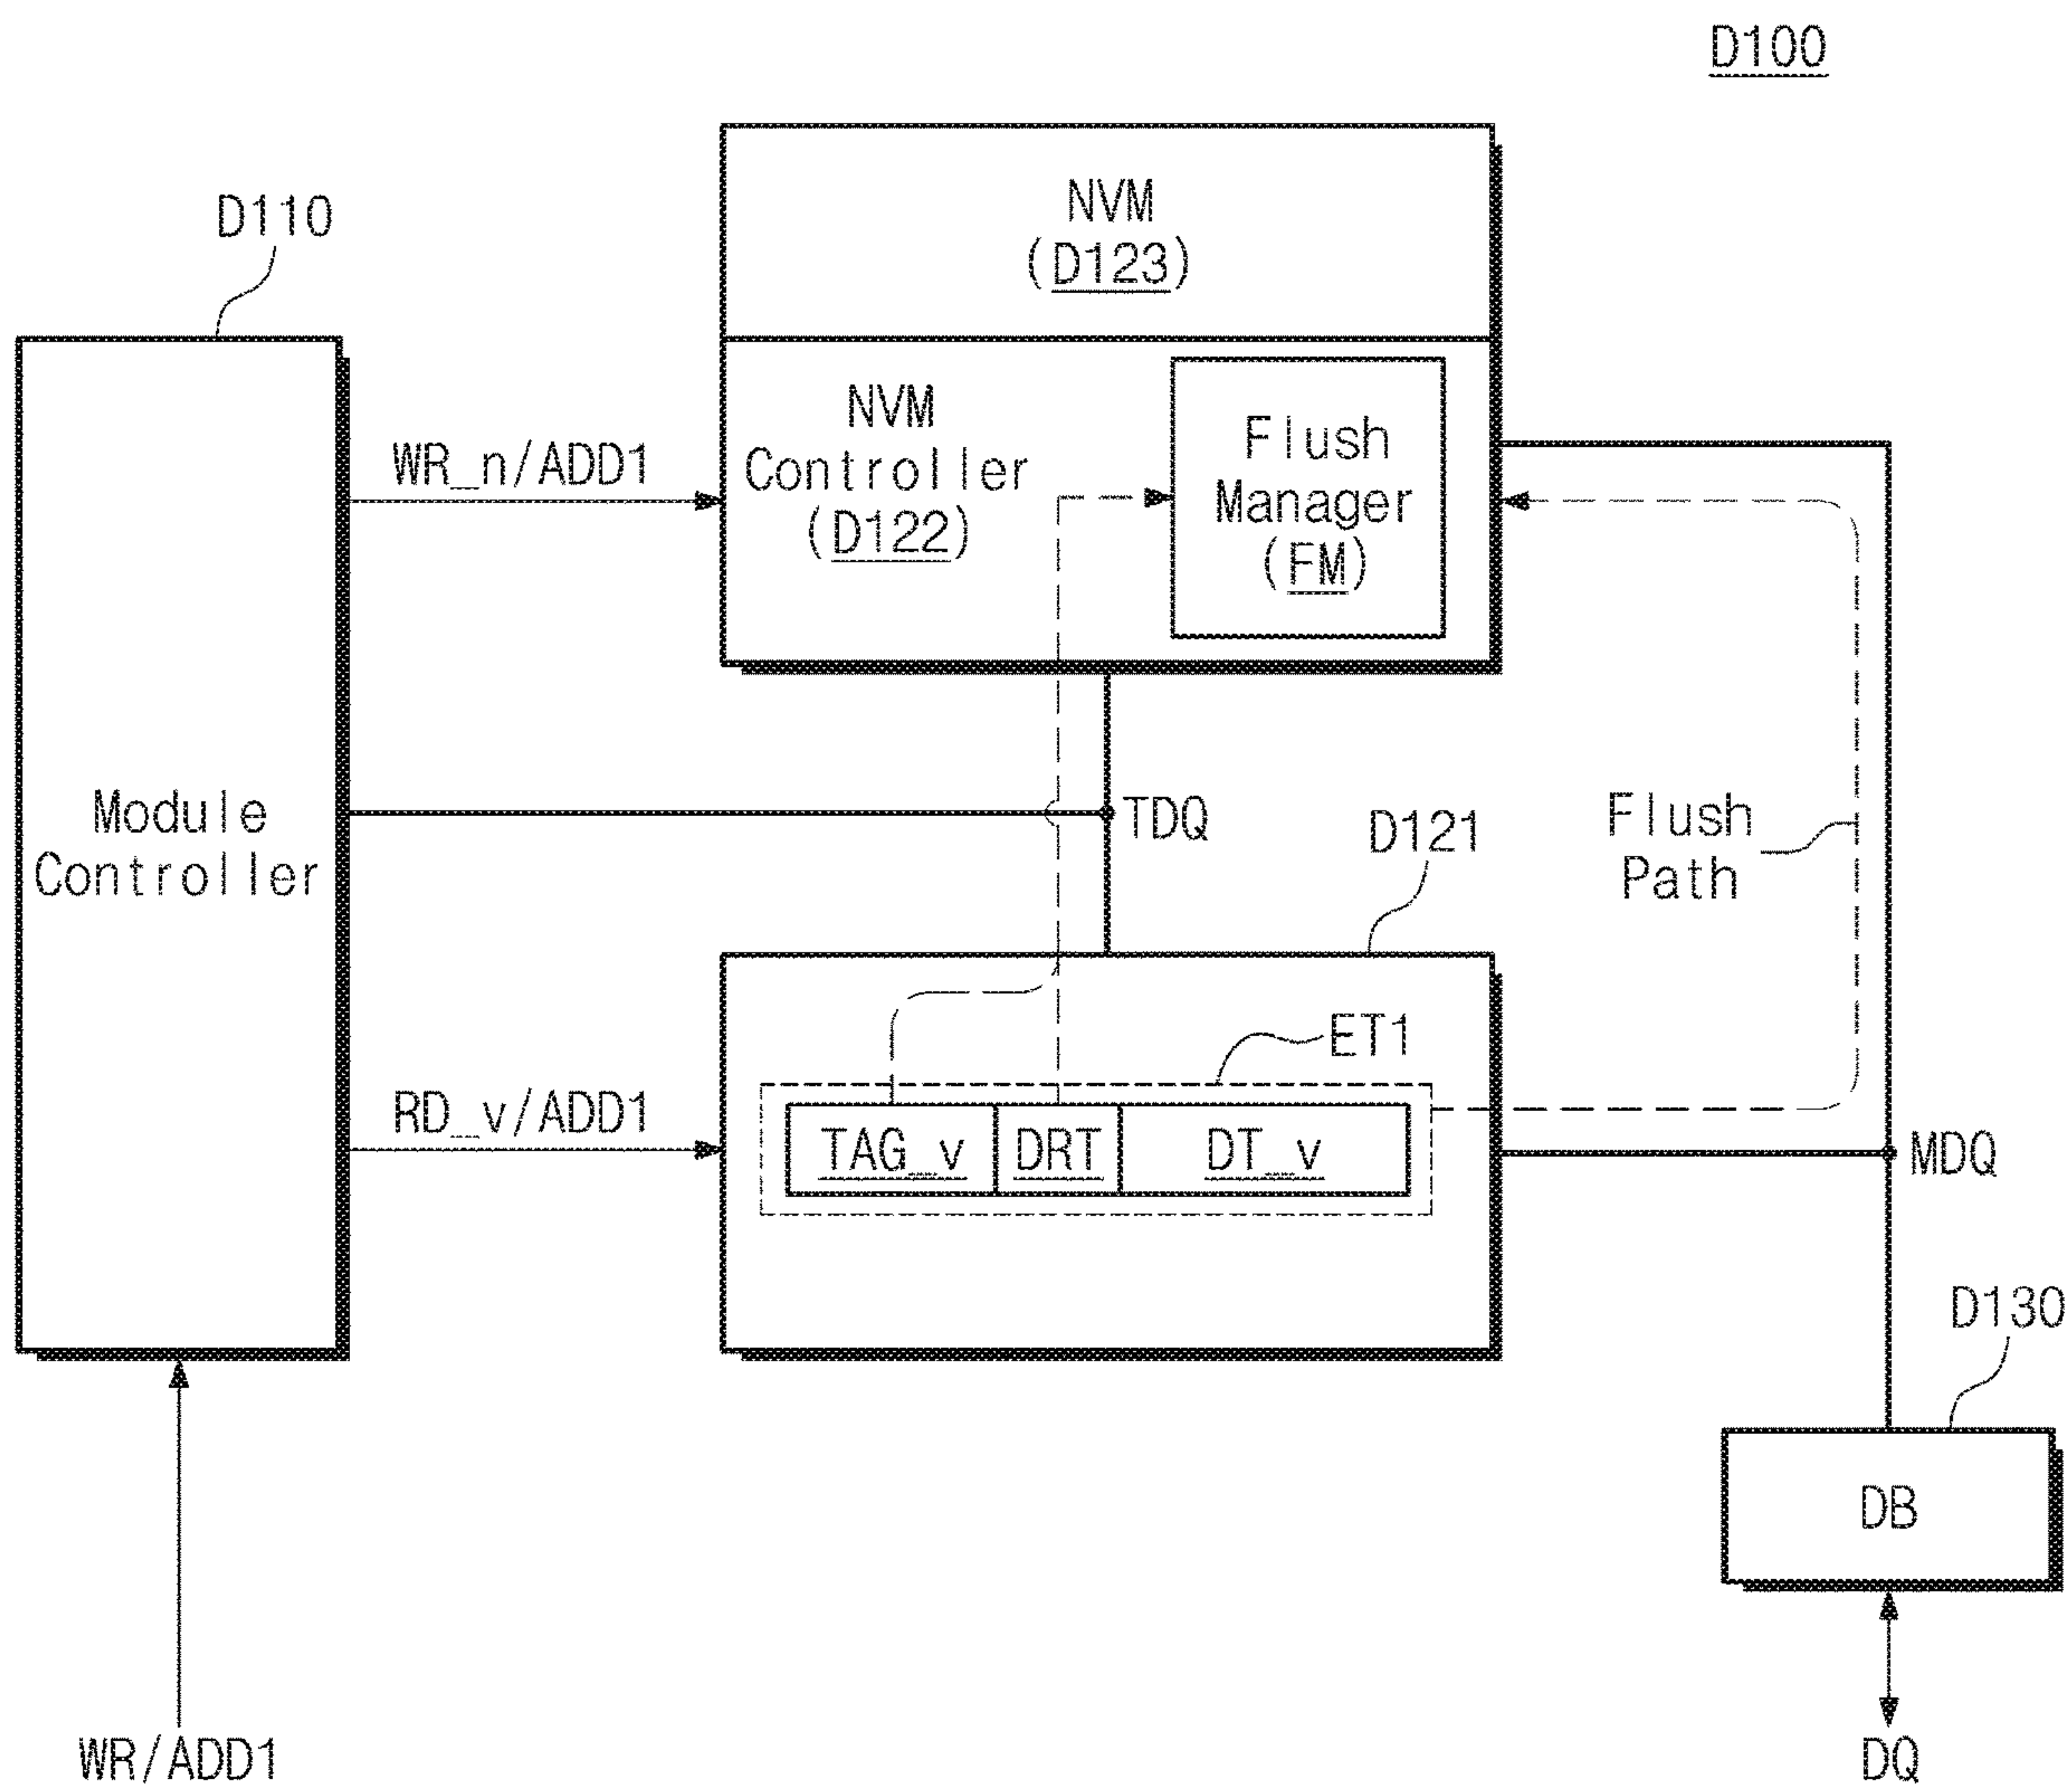 D100
D110
NVM
(D123)
NVM
Controller
(D122)
Flush
Manager
(FM)
WR_n/ADD1
Module
Controller
TDQ
D121
Flush
Path
ET1
RD_v/ADD1
TAG_v
DRT
DT_v
MDQ
D130
DB
WR/ADD1
DQ